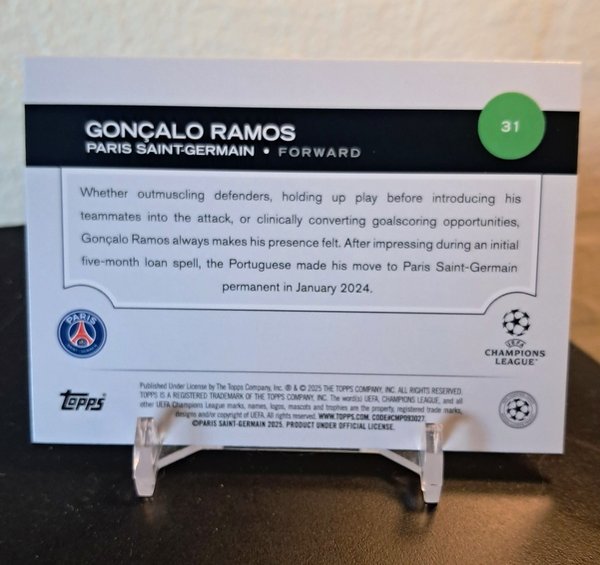 31
GONÇALO RAMOS
PARIS SAINT-GERMAIN • FORWARD
Whether outmuscling defenders, holding up play before introducing his
teammates into the attack, or clinically converting goalscoring opportunities,
Gonçalo Ramos always makes his presence felt. After impressing during an initial
five-month loan spell, the Portuguese made his move to Paris Saint-Germain
permanent in January 2024.
PARIS
SAINT-GERMAIN
UEFA
CHAMPIONS
LEAGUE®
topps®
Published Under License by The Topps Company, Inc. ® & © 2025 THE TOPPS COMPANY, INC. ALL RIGHTS RESERVED.
TOPPS IS A REGISTERED TRADEMARK OF THE TOPPS COMPANY, INC. The word(s) UEFA, CHAMPIONS LEAGUE, and all
other UEFA Champions League marks, names, logos, mascots and trophies are the property, registered trade marks,
designs and/or copyright of UEFA. All rights reserved. WWW.TOPPS.COM. CODE#CMP093027
©PARIS SAINT-GERMAIN 2025. PRODUCT UNDER OFFICIAL LICENSE.